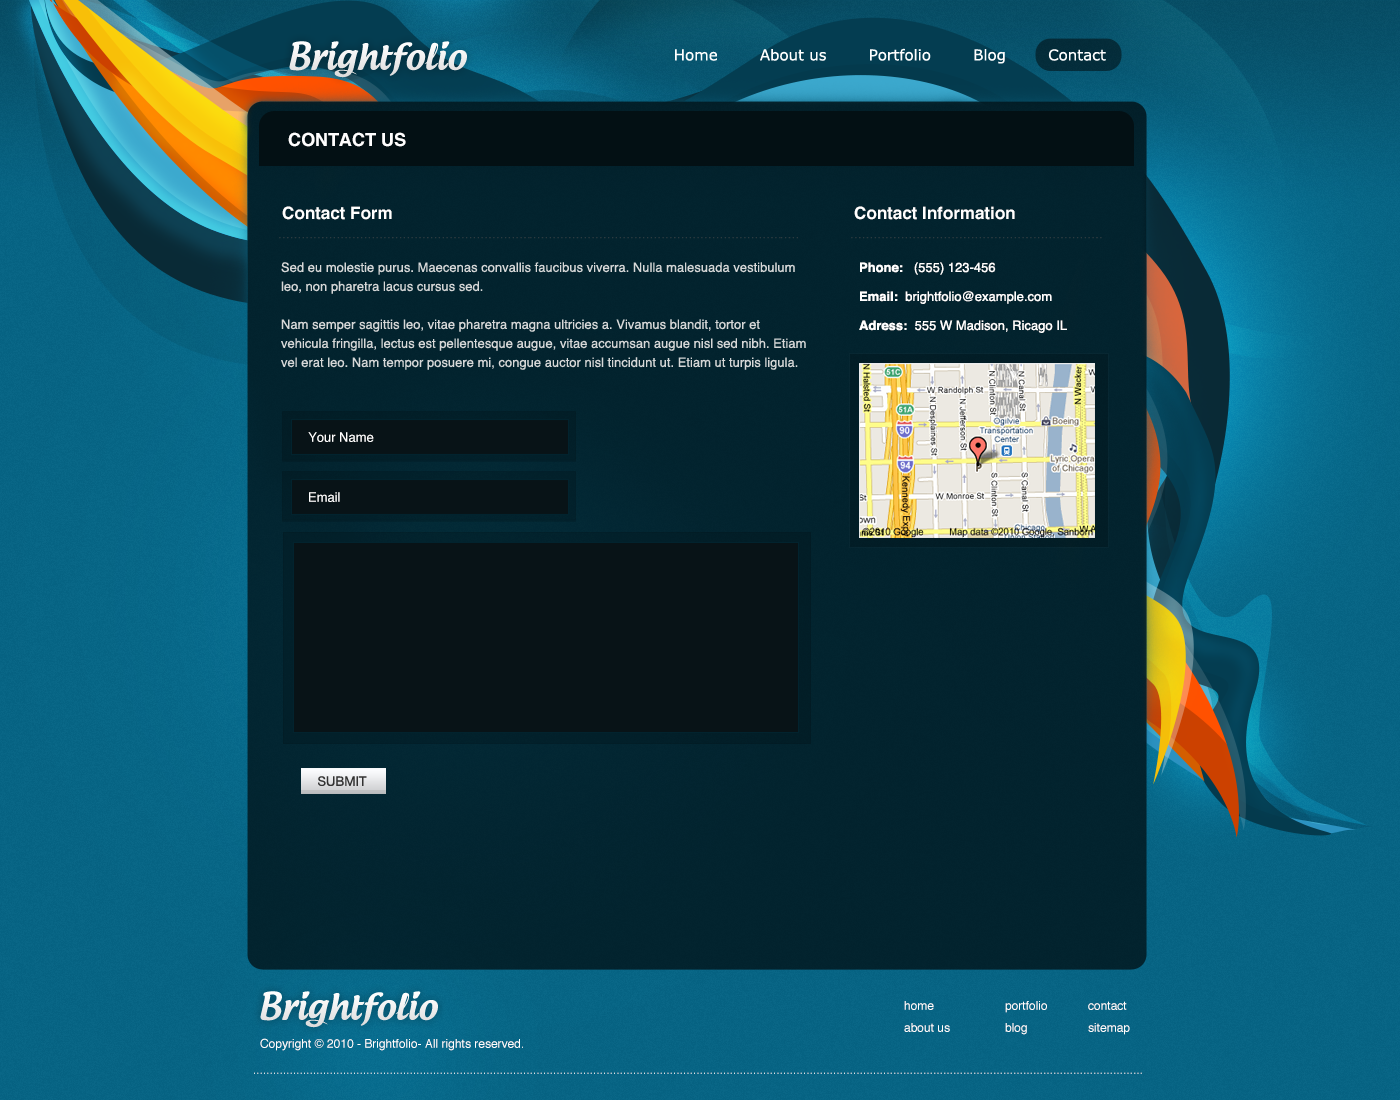 Brightfolio
Home About us Portfolio Blog Contact
CONTACT US
Contact Form
Sed eu molestie purus. Maecenas convallis faucibus viverra. Nulla malesuada vestibulum
leo, non pharetra lacus cursus sed.
Nam semper sagittis leo, vitae pharetra magna ultricies a. Vivamus blandit, tortor et
vehicula fringilla, lectus est pellentesque augue, vitae accumsan augue nisl sed nibh. Etiam
vel erat leo. Nam tempor posuere mi, congue auctor nisl tincidunt ut. Etiam ut turpis ligula.
Your Name
Email
SUBMIT
Contact Information
Phone: (555) 123-456
Email: brightfolio@example.com
Adress: 555 W Madison, Ricago IL
N Halsted St
51C
W Randolph St
N Clinton St
N Canal St
N Wacker
51A
N Desplaines St
N Jefferson St
90
Ogilvie
Transportation
Center
Boeing
94
Lyric Opera
of Chicago
Kennedy Exp
S Clinton St
S Canal St
W Monroe St
St
own
Chicago
W A
©2010 Google
Map data ©2010 Google, Sanborn
Brightfolio
Copyright © 2010 - Brightfolio- All rights reserved.
home portfolio contact
about us blog sitemap